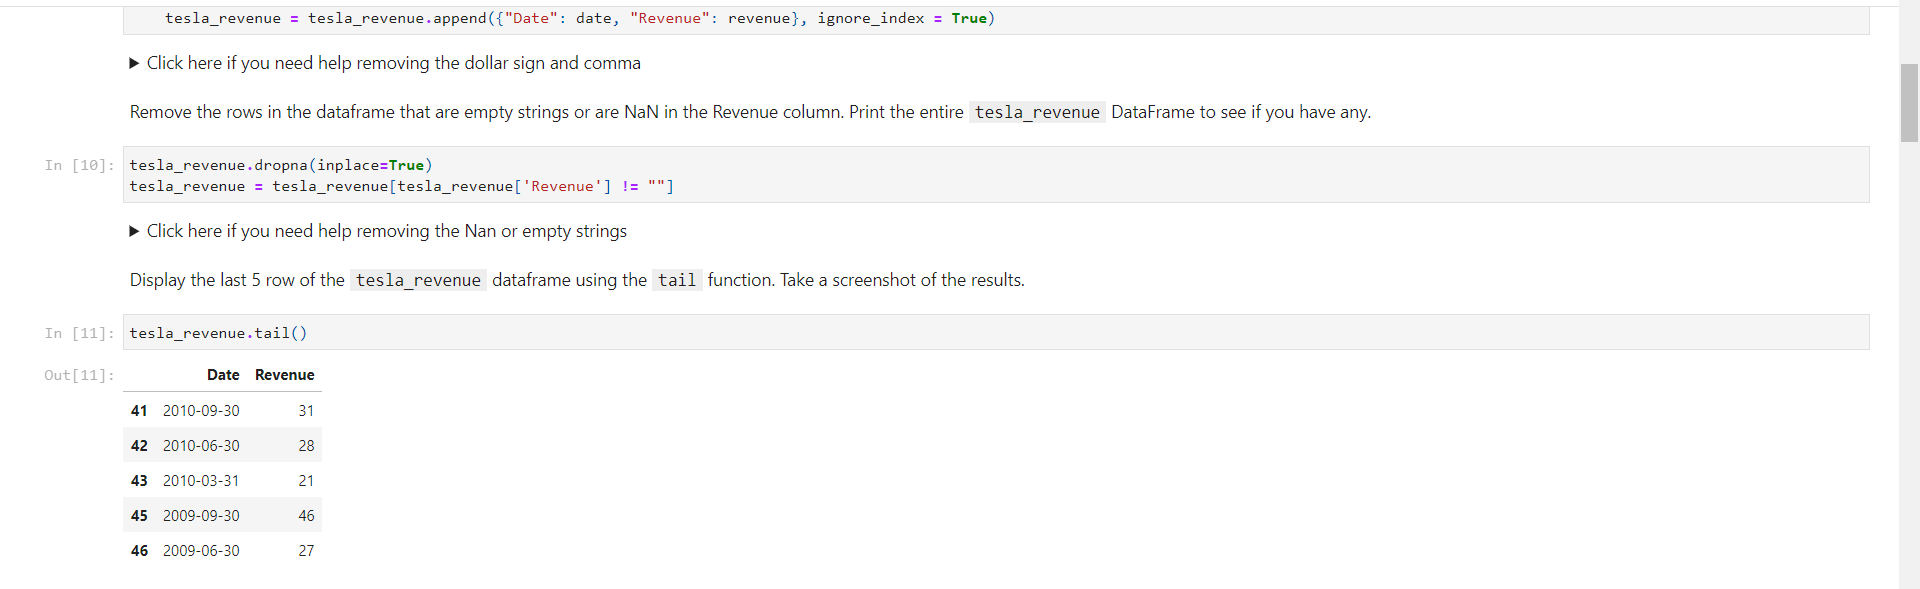 tesla_revenue = tesla_revenue.append({"Date": date, "Revenue": revenue}, ignore_index = True)
▶ Click here if you need help removing the dollar sign and comma
Remove the rows in the dataframe that are empty strings or are NaN in the Revenue column. Print the entire tesla_revenue DataFrame to see if you have any.
In [10]: tesla_revenue.dropna(inplace=True)
tesla_revenue = tesla_revenue[tesla_revenue['Revenue'] != ""]
▶ Click here if you need help removing the Nan or empty strings
Display the last 5 row of the tesla_revenue dataframe using the tail function. Take a screenshot of the results.
In [11]: tesla_revenue.tail()
Out[11]: Date Revenue
41 2010-09-30 31
42 2010-06-30 28
43 2010-03-31 21
45 2009-09-30 46
46 2009-06-30 27